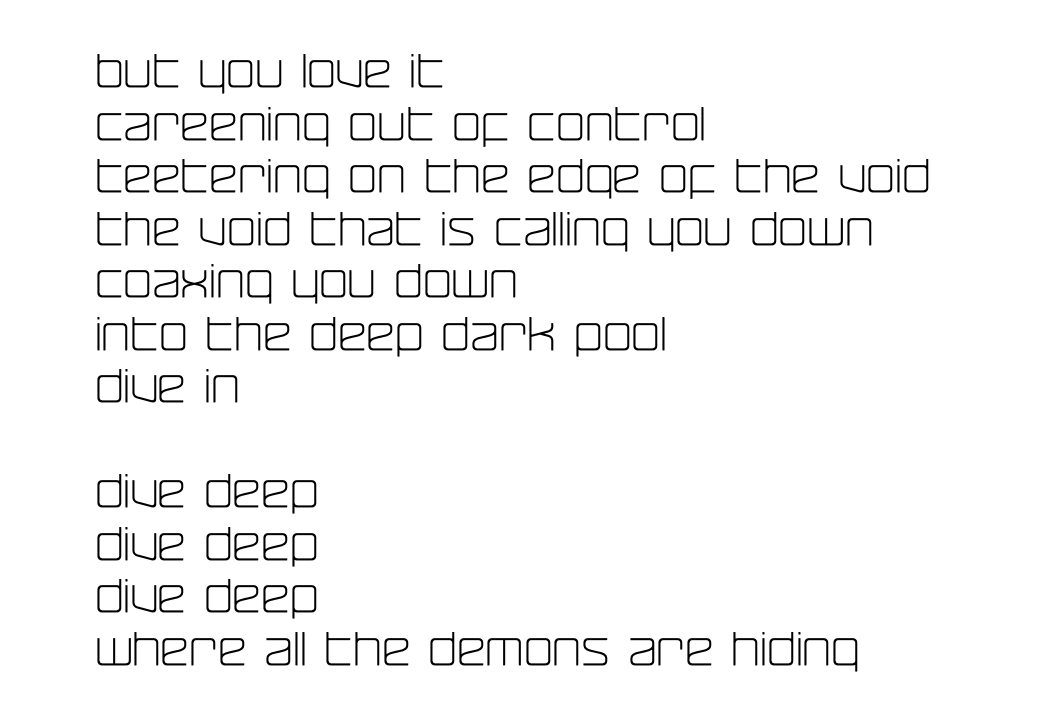 but you love it
careening out of control
teetering on the edge of the void
the void that is calling you down
coaxing you down
into the deep dark pool
dive in

dive deep
dive deep
dive deep
where all the demons are hiding